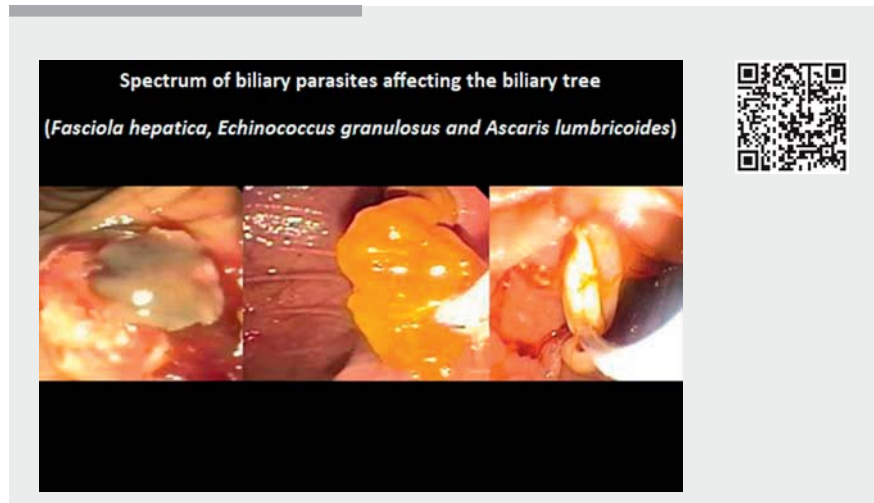 Spectrum of biliary parasites affecting the biliary tree
(Fasciola hepatica, Echinococcus granulosus and Ascaris lumbricoides)